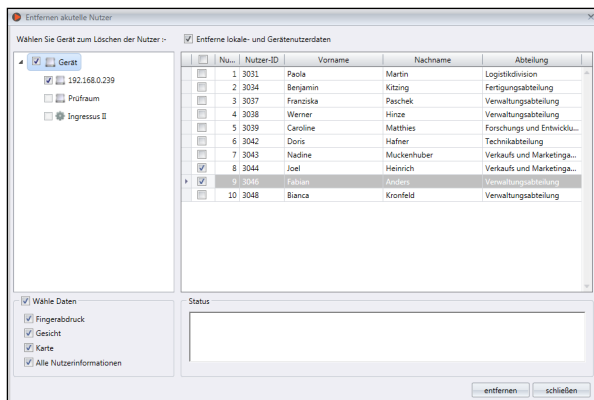 Entfernen akutelle Nutzer
Wählen Sie Gerät zum Löschen der Nutzer :-
Entferne lokale- und Gerätenutzerdaten
Gerät
192.168.0.239
Prüfraum
Ingressus II
Nu... Nutzer-ID Vorname Nachname Abteilung
1 3031 Paola Martin Logistikdivision
2 3034 Benjamin Kitzing Fertigungsabteilung
3 3037 Franziska Paschek Verwaltungsabteilung
4 3038 Werner Hinze Verwaltungsabteilung
5 3039 Caroline Matthies Forschungs und Entwicklu...
6 3042 Doris Hafner Technikabteilung
7 3043 Nadine Muckenhuber Verkaufs und Marketinga...
8 3044 Joel Heinrich Verkaufs und Marketinga...
9 3046 Fabian Anders Verwaltungsabteilung
10 3048 Bianca Kronfeld Verwaltungsabteilung
Wähle Daten
Fingerabdruck
Gesicht
Karte
Alle Nutzerinformationen
Status
entfernen
schließen